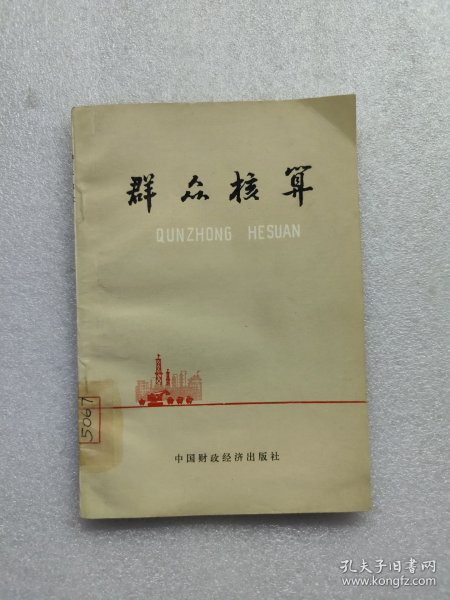 群众核算
QUNZHONG HESUAN
5067
中国财政经济出版社
孔夫子旧书网
www.kongfz.com